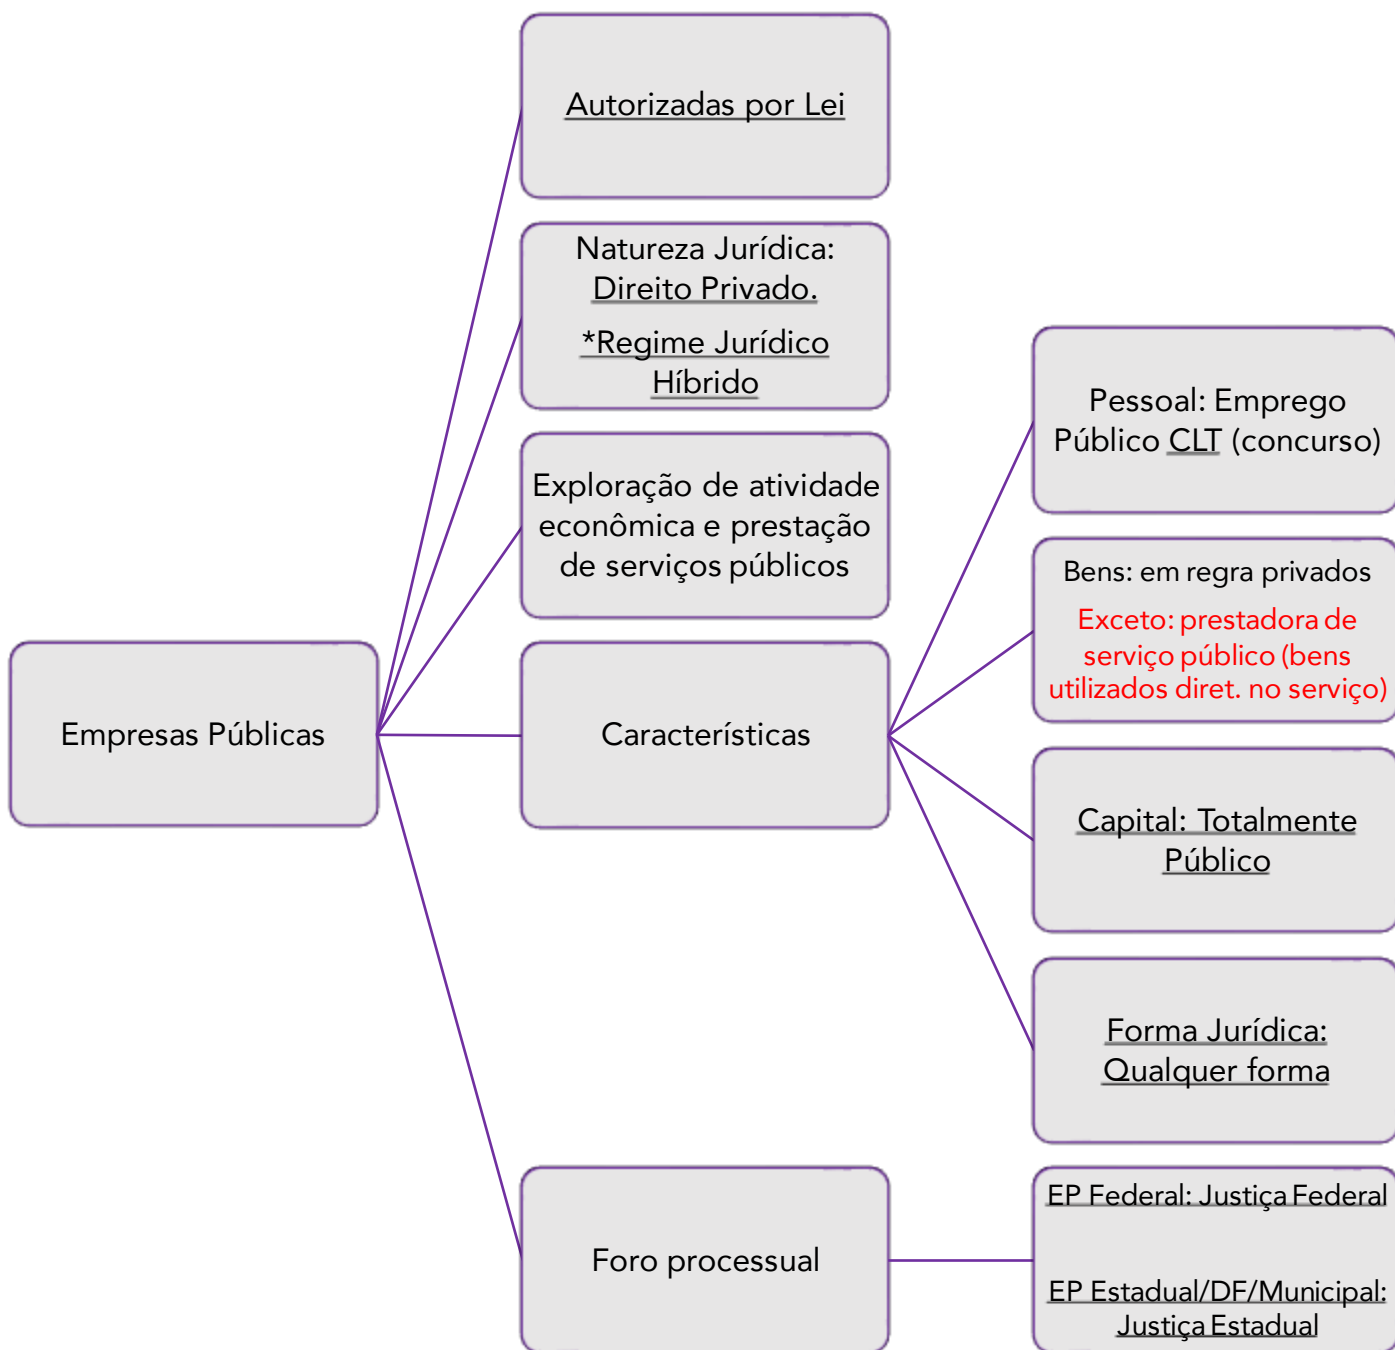 Autorizadas por Lei
Natureza Jurídica:
Direito Privado.
*Regime Jurídico
Híbrido
Exploração de atividade
econômica e prestação
de serviços públicos
Empresas Públicas
Características
Pessoal: Emprego
Público CLT (concurso)
Bens: em regra privados
Exceto: prestadora de
serviço público (bens
utilizados diret. no serviço)
Capital: Totalmente
Público
Forma Jurídica:
Qualquer forma
Foro processual
EP Federal: Justiça Federal
EP Estadual/DF/Municipal:
Justiça Estadual